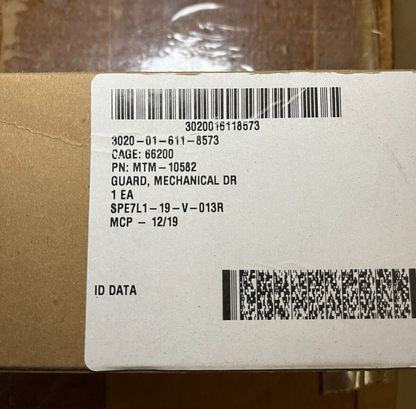 3020016118573
3020-01-611-8573
CAGE: 66200
PN: MTM-10582
GUARD, MECHANICAL DR
1 EA
SPE7L1-19-V-013R
MCP - 12/19
ID DATA